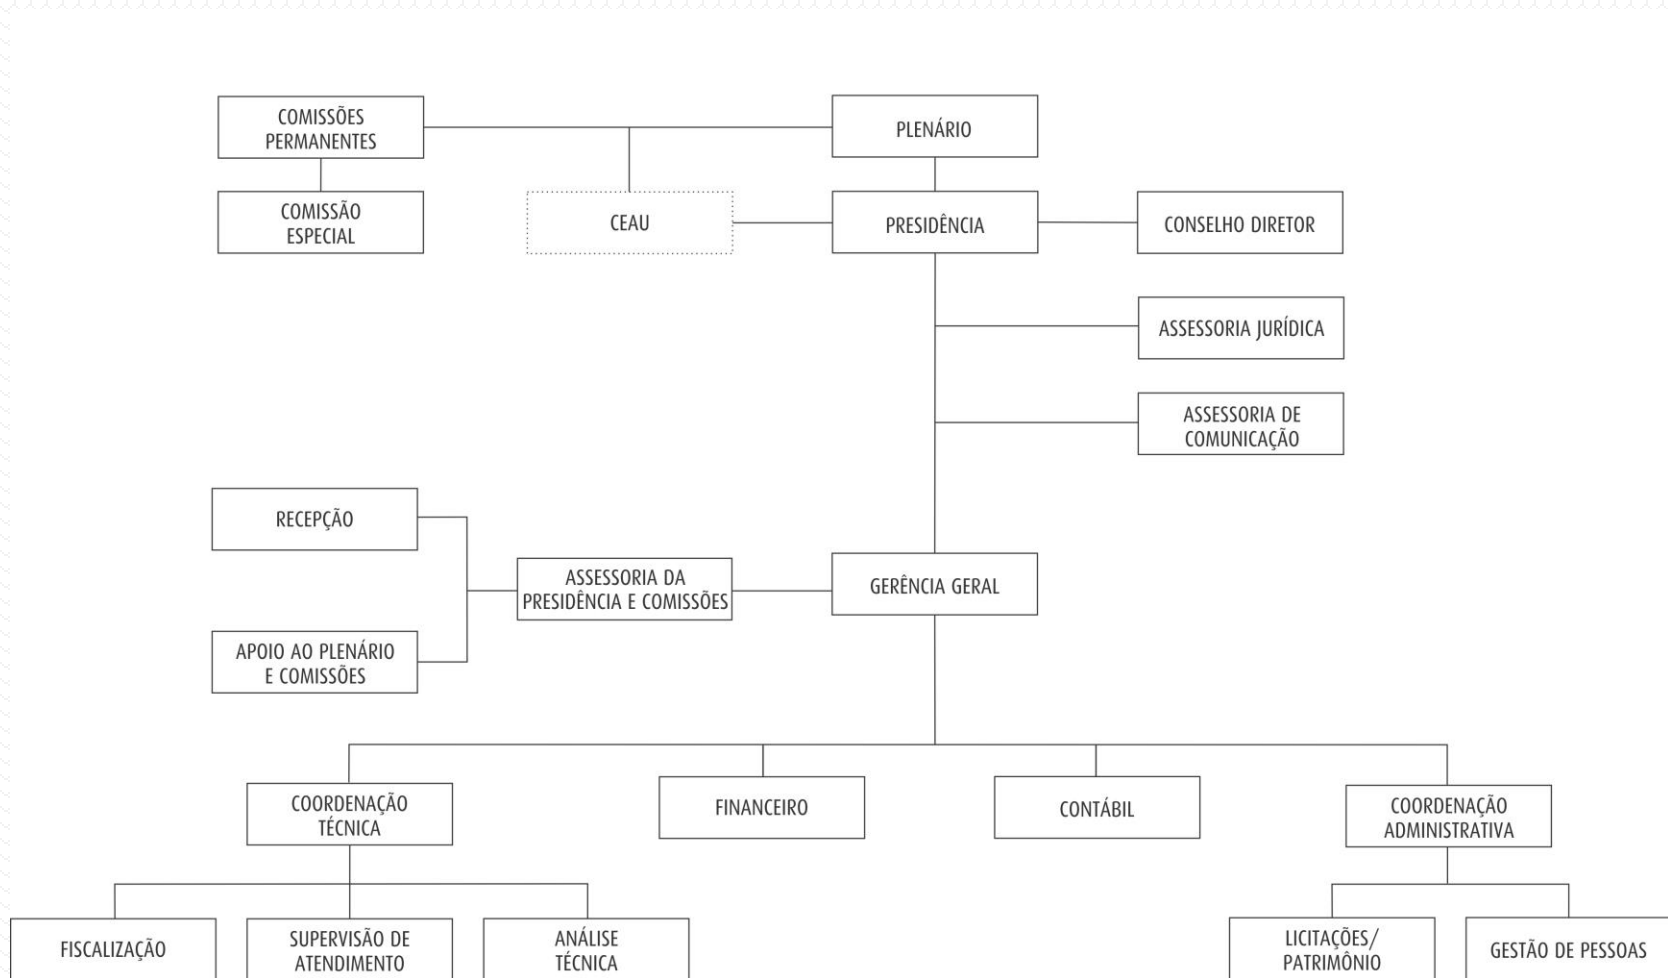 COMISSÕES
PERMANENTES
PLENÁRIO
COMISSÃO
ESPECIAL
CEAU
PRESIDÊNCIA
CONSELHO DIRETOR
ASSESSORIA JURÍDICA
ASSESSORIA DE
COMUNICAÇÃO
RECEPÇÃO
ASSESSORIA DA
PRESIDÊNCIA E COMISSÕES
GERÊNCIA GERAL
APOIO AO PLENÁRIO
E COMISSÕES
COORDENAÇÃO
TÉCNICA
FINANCEIRO
CONTÁBIL
COORDENAÇÃO
ADMINISTRATIVA
FISCALIZAÇÃO
SUPERVISÃO DE
ATENDIMENTO
ANÁLISE
TÉCNICA
LICITAÇÕES/
PATRIMÔNIO
GESTÃO DE PESSOAS